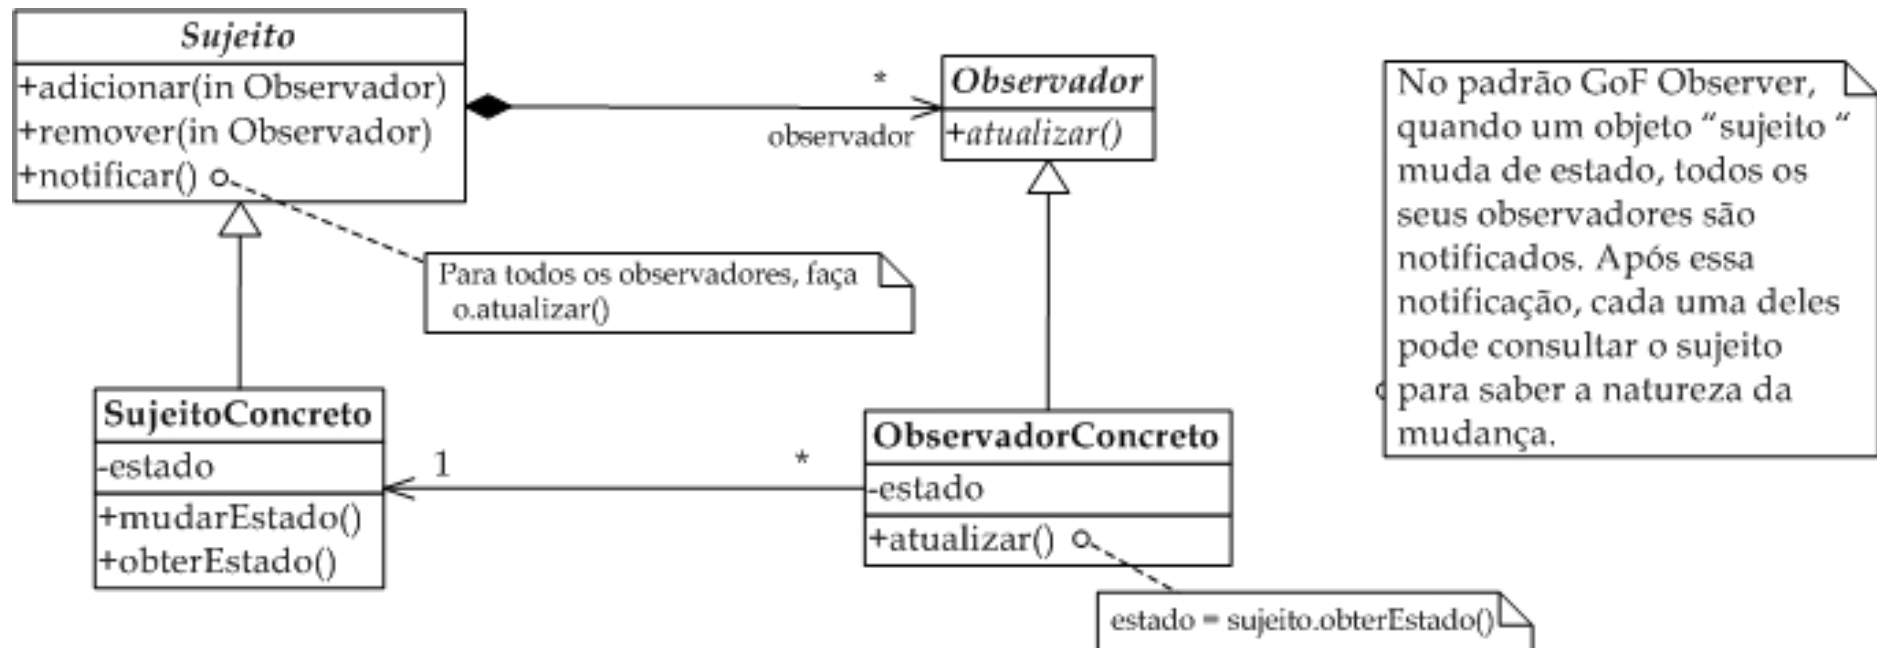 Sujeito
+adicionar(in Observador)
+remover(in Observador)
+notificar()
*
observador
Observador
+atualizar()
Para todos os observadores, faça
o.atualizar()
SujeitoConcreto
-estado
+mudarEstado()
+obterEstado()
1
*
ObservadorConcreto
-estado
+atualizar()
estado = sujeito.obterEstado()
No padrão GoF Observer,
quando um objeto “sujeito “
muda de estado, todos os
seus observadores são
notificados. Após essa
notificação, cada uma deles
pode consultar o sujeito
para saber a natureza da
mudança.